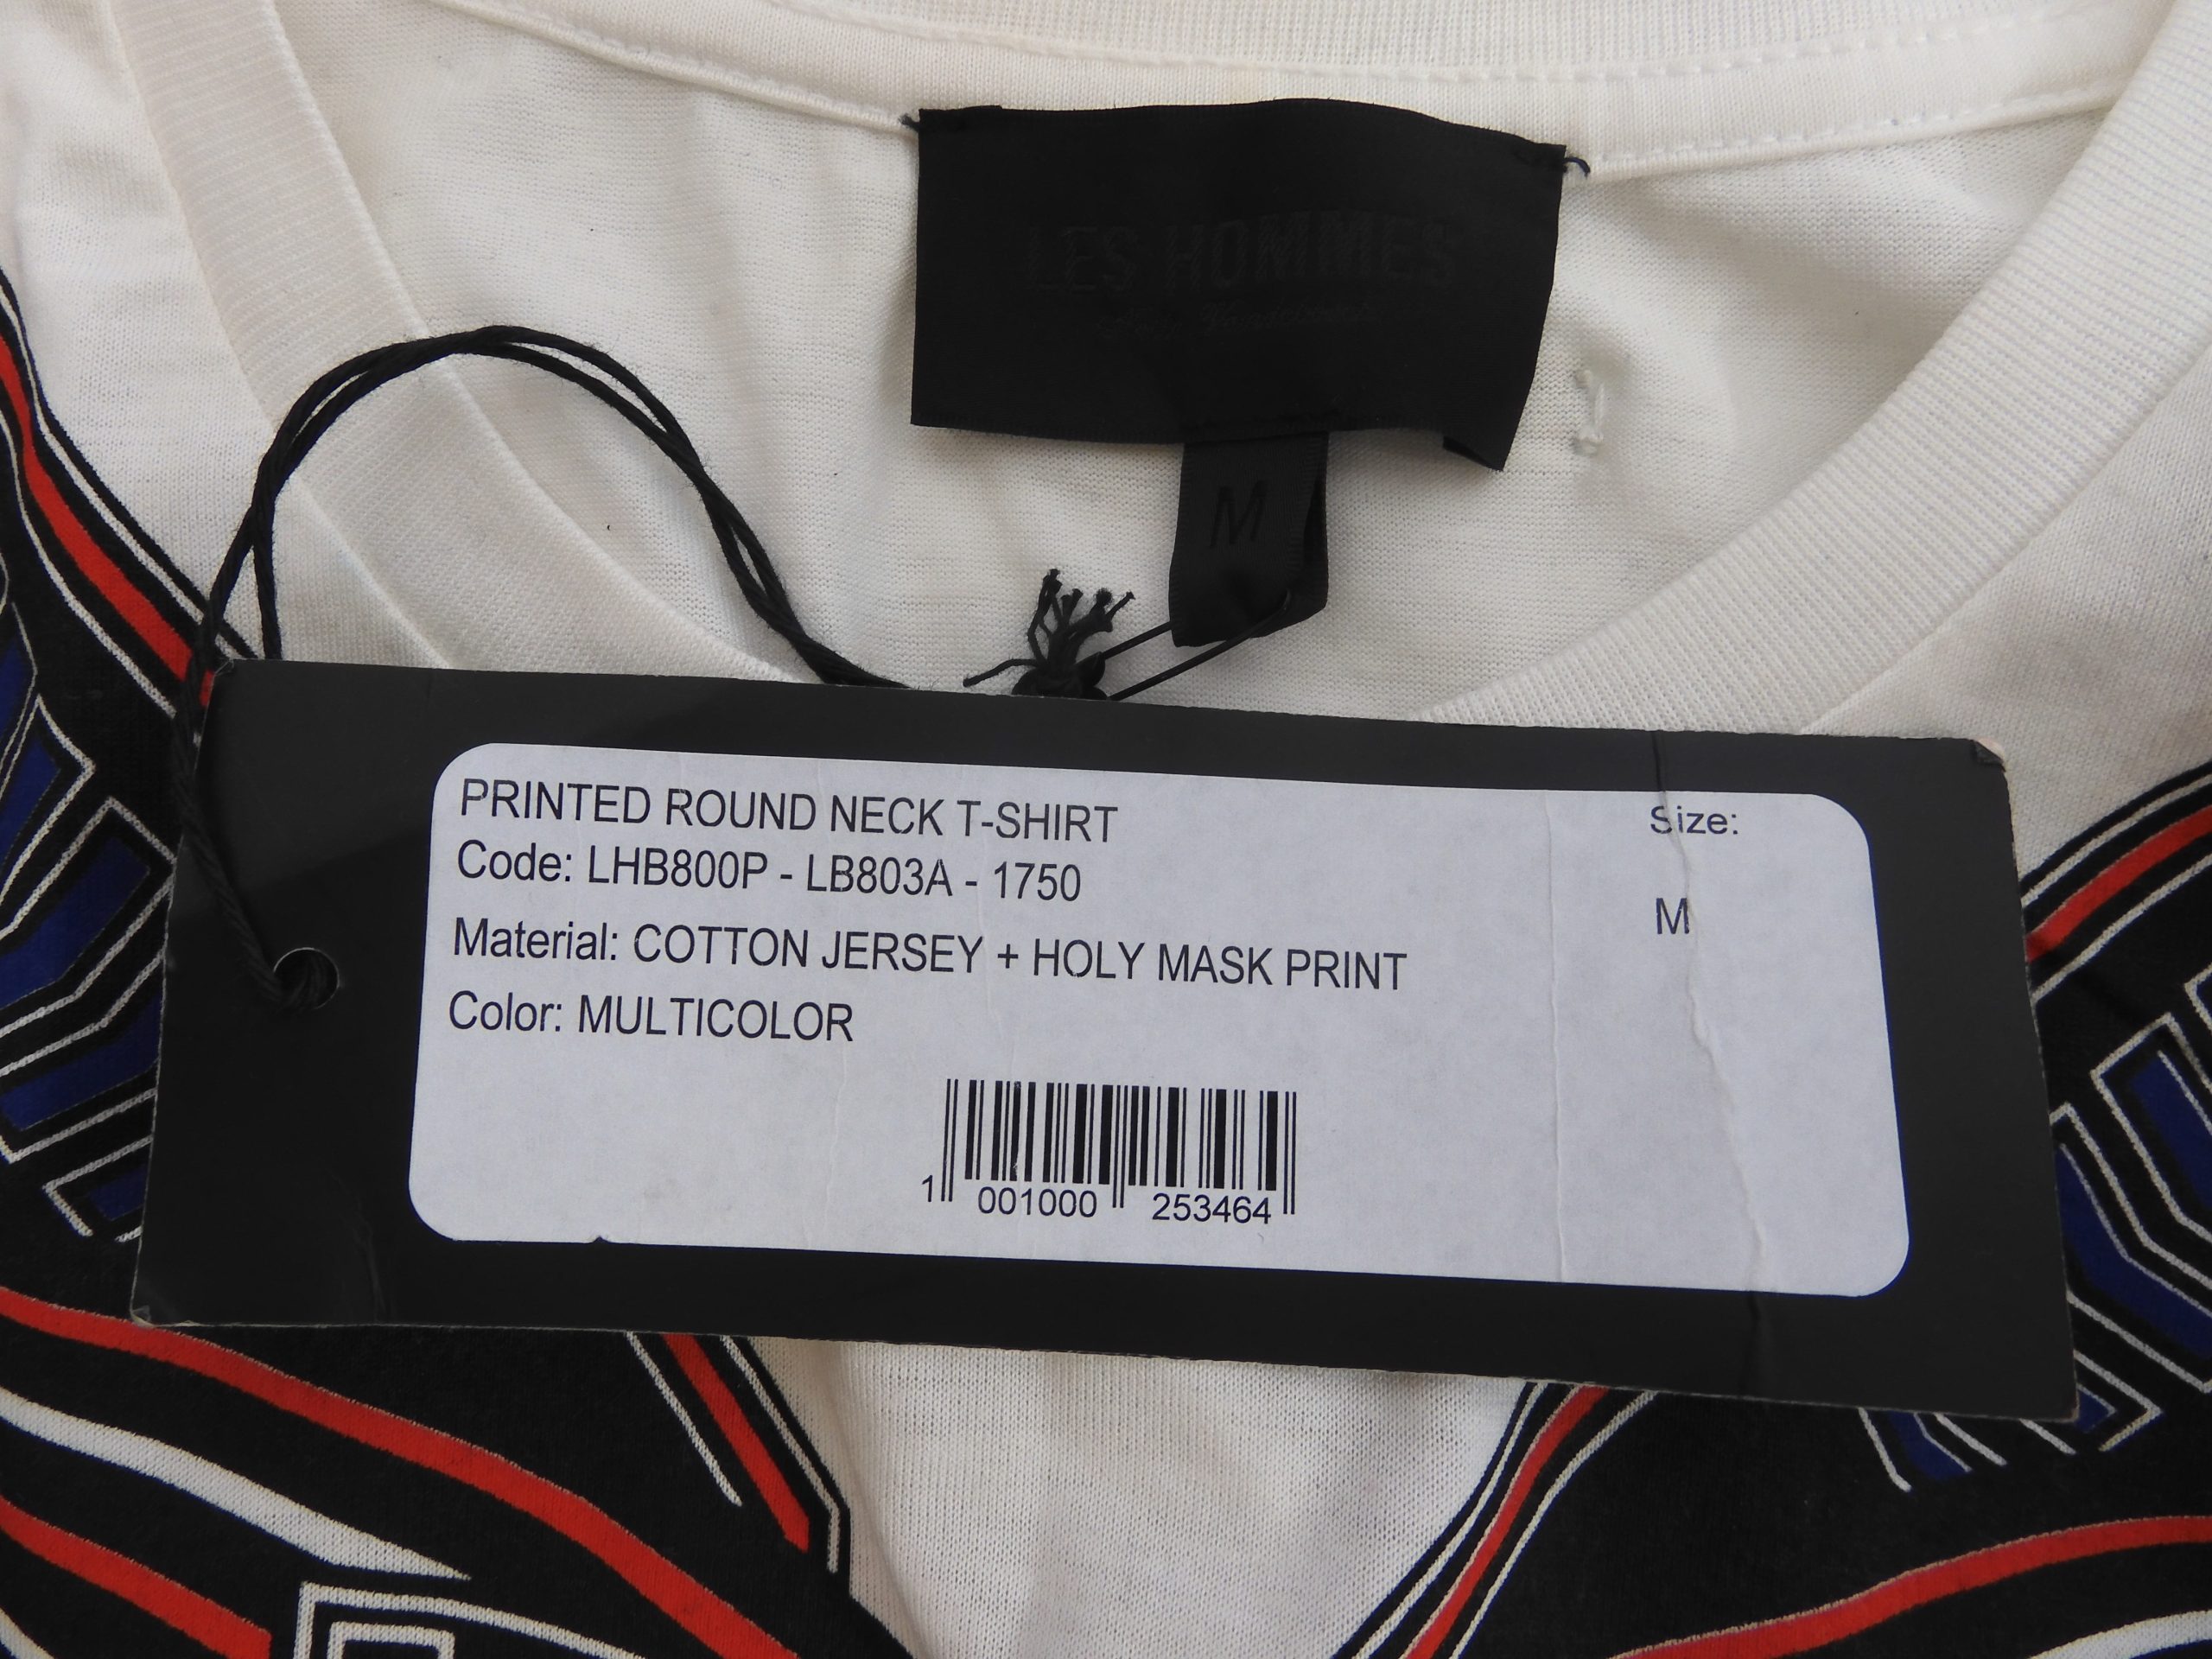 LES HOMMES
M
PRINTED ROUND NECK T-SHIRT
Size:
Code: LHB800P - LB803A - 1750
M
Material: COTTON JERSEY + HOLY MASK PRINT
Color: MULTICOLOR
1 001000 253464